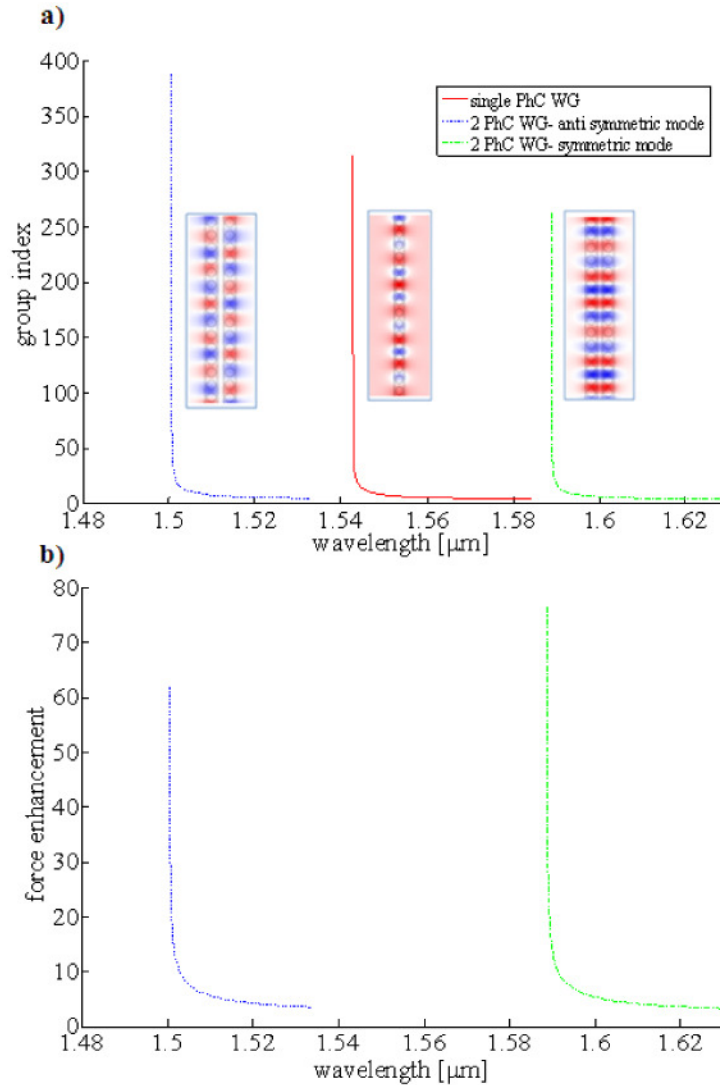 a)
400
350
300
250
200
150
100
50
0
group index
single PhC WG
2 PhC WG- anti symmetric mode
2 PhC WG- symmetric mode
1.48 1.5 1.52 1.54 1.56 1.58 1.6 1.62
wavelength [μm]
b)
80
70
60
50
40
30
20
10
0
force enhancement
1.48 1.5 1.52 1.54 1.56 1.58 1.6 1.62
wavelength [μm]